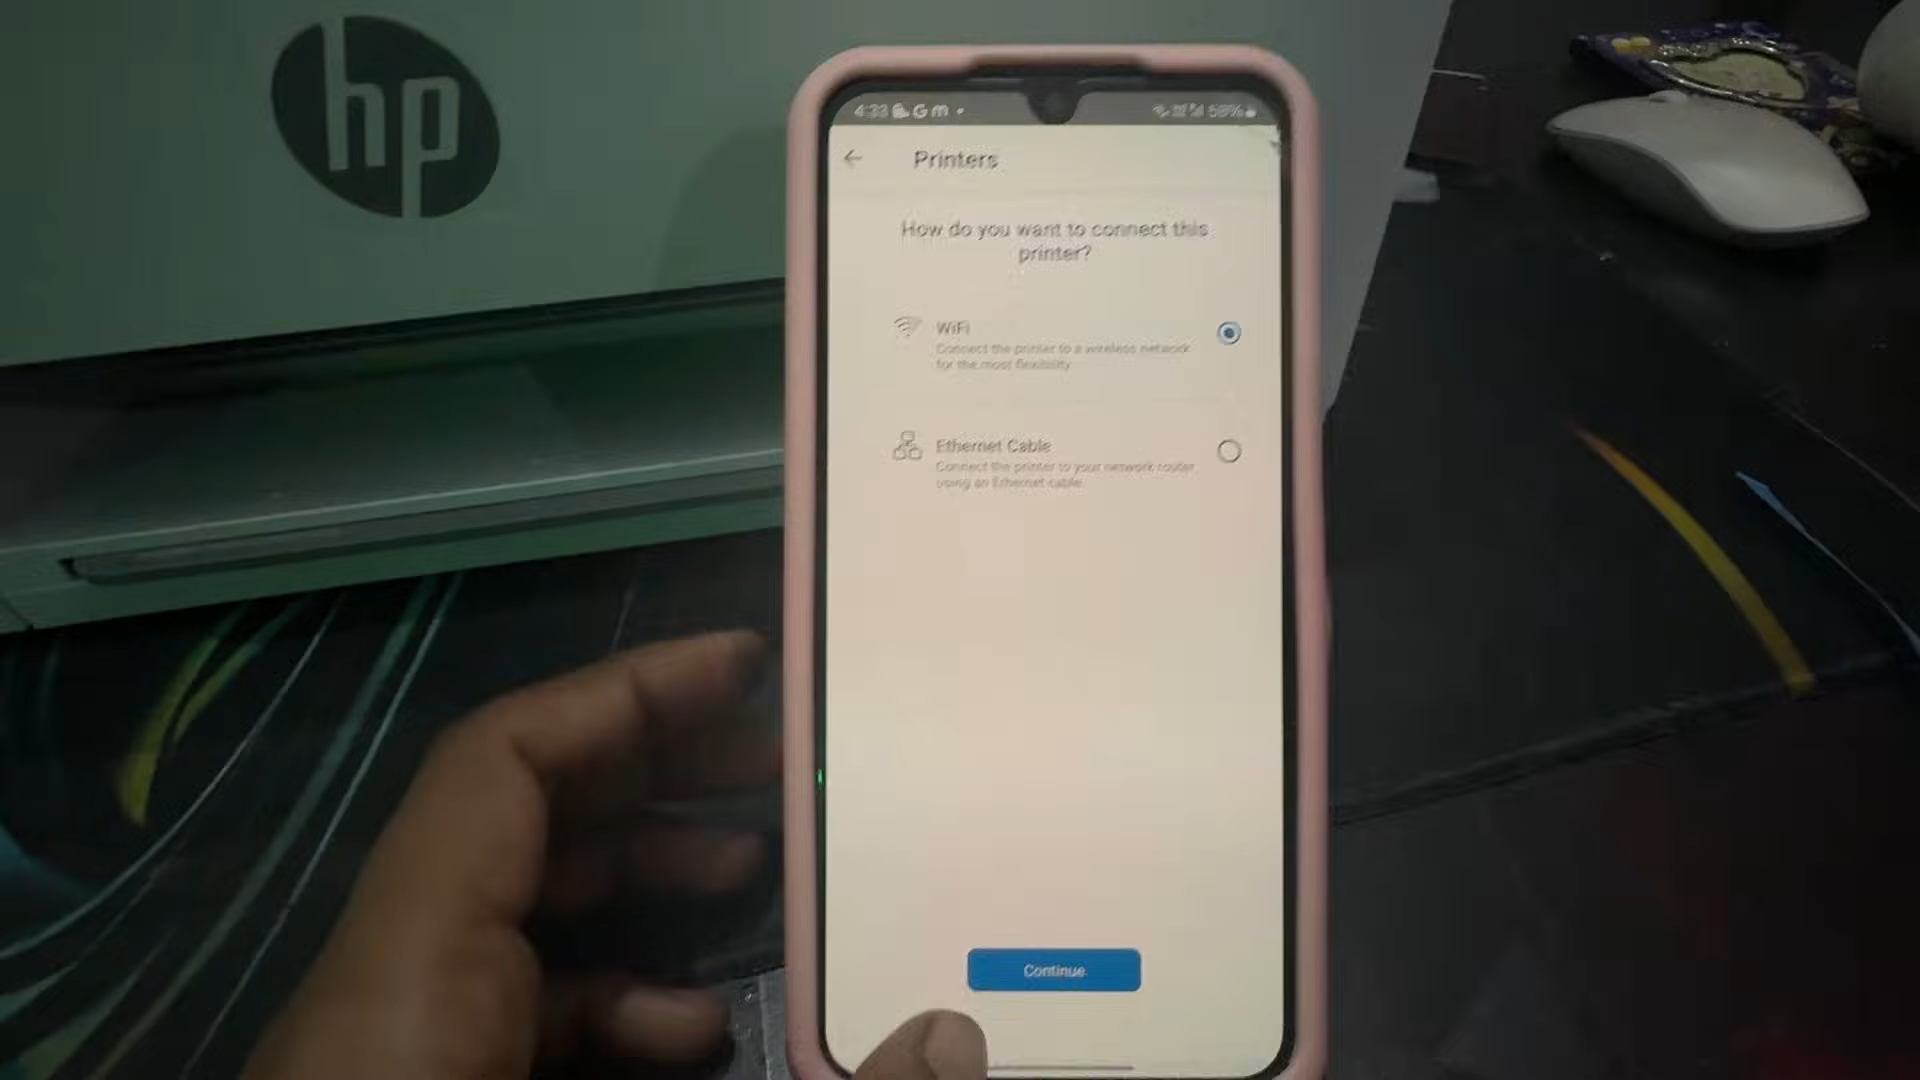 hp
4:33 G m
58%
Printers
How do you want to connect this
printer?
WiFi
Connect the printer to a wireless network
for the most flexibility
Ethernet Cable
Connect the printer to your network router
using an Ethernet cable
Continue